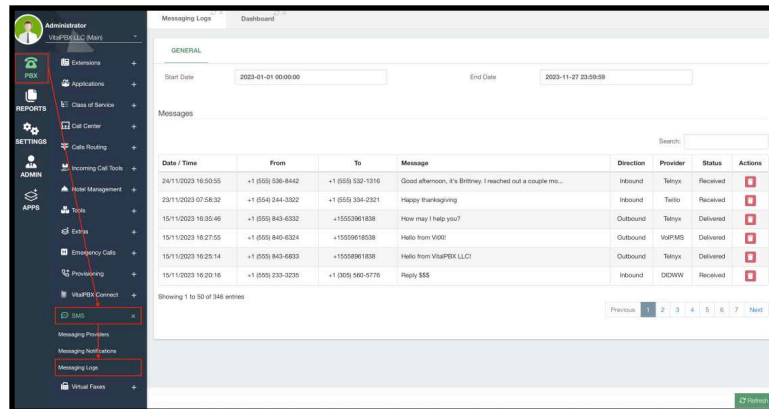 Administrator
VitalPBX LLC (Main)
PBX
REPORTS
SETTINGS
ADMIN
APPS
Extensions +
Applications +
Class of Service +
Call Center +
Calls Routing +
Incoming Call Tools +
Hotel Management +
Tools +
Extras +
Emergency Calls +
Provisioning +
VitalPBX Connect +
SMS ×
Messaging Providers
Messaging Notifications
Messaging Logs
Virtual Faxes +
Messaging Logs Dashboard
GENERAL
Start Date 2023-01-01 00:00:00 End Date 2023-11-27 23:59:59
Messages
Search:
Date / Time From To Message Direction Provider Status Actions
24/11/2023 16:50:55 +1 (555) 536-8442 +1 (555) 532-1316 Good afternoon, it's Brittney. I reached out a couple mo... Inbound Telnyx Received
23/11/2023 07:58:32 +1 (554) 244-3322 +1 (555) 334-2321 Happy thanksgiving Inbound Twilio Received
15/11/2023 16:35:46 +1 (555) 843-6332 +15553961838 How may I help you? Outbound Telnyx Delivered
15/11/2023 16:27:55 +1 (555) 840-6324 +15559618538 Hello from VitXi! Outbound VoIP.MS Delivered
15/11/2023 16:25:14 +1 (555) 843-6633 +15558961838 Hello from VitalPBX LLC! Outbound Telnyx Delivered
15/11/2023 16:20:16 +1 (555) 233-3235 +1 (305) 560-5776 Reply $$$ Inbound DIDWW Received
Showing 1 to 50 of 346 entries
Previous 1 2 3 4 5 6 7 Next
Refresh